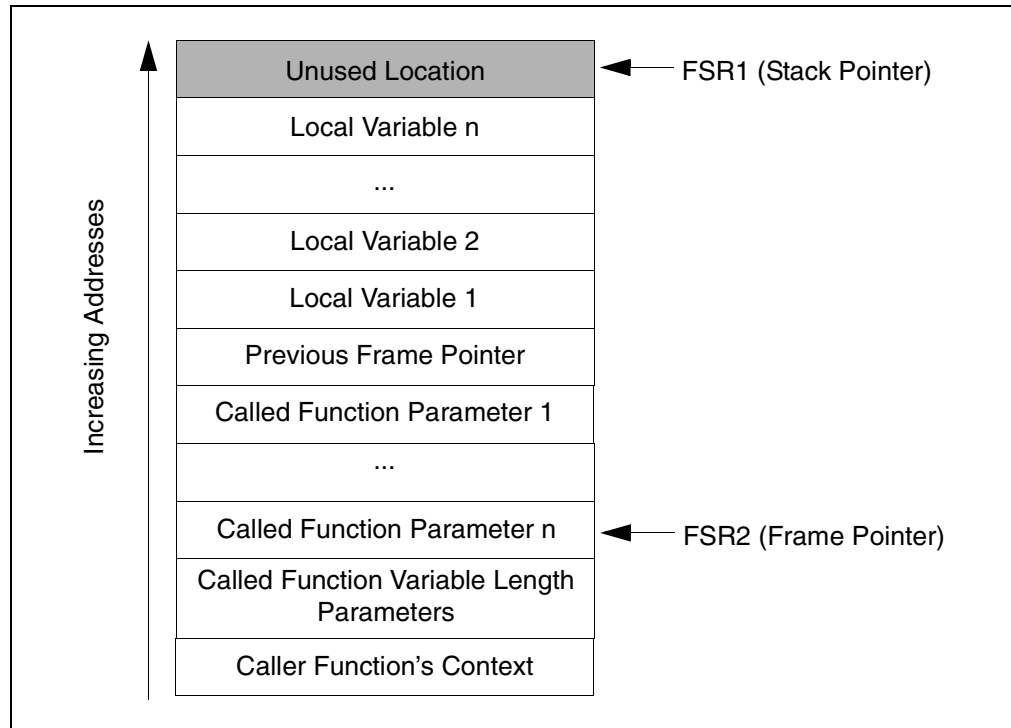 Increasing Addresses
Unused Location
FSR1 (Stack Pointer)
Local Variable n
...
Local Variable 2
Local Variable 1
Previous Frame Pointer
Called Function Parameter 1
...
Called Function Parameter n
FSR2 (Frame Pointer)
Called Function Variable Length
Parameters
Caller Function's Context